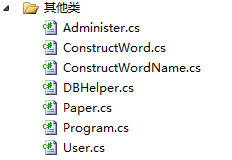 其他类
Administer.cs
ConstructWord.cs
ConstructWordName.cs
DBHelper.cs
Paper.cs
Program.cs
User.cs